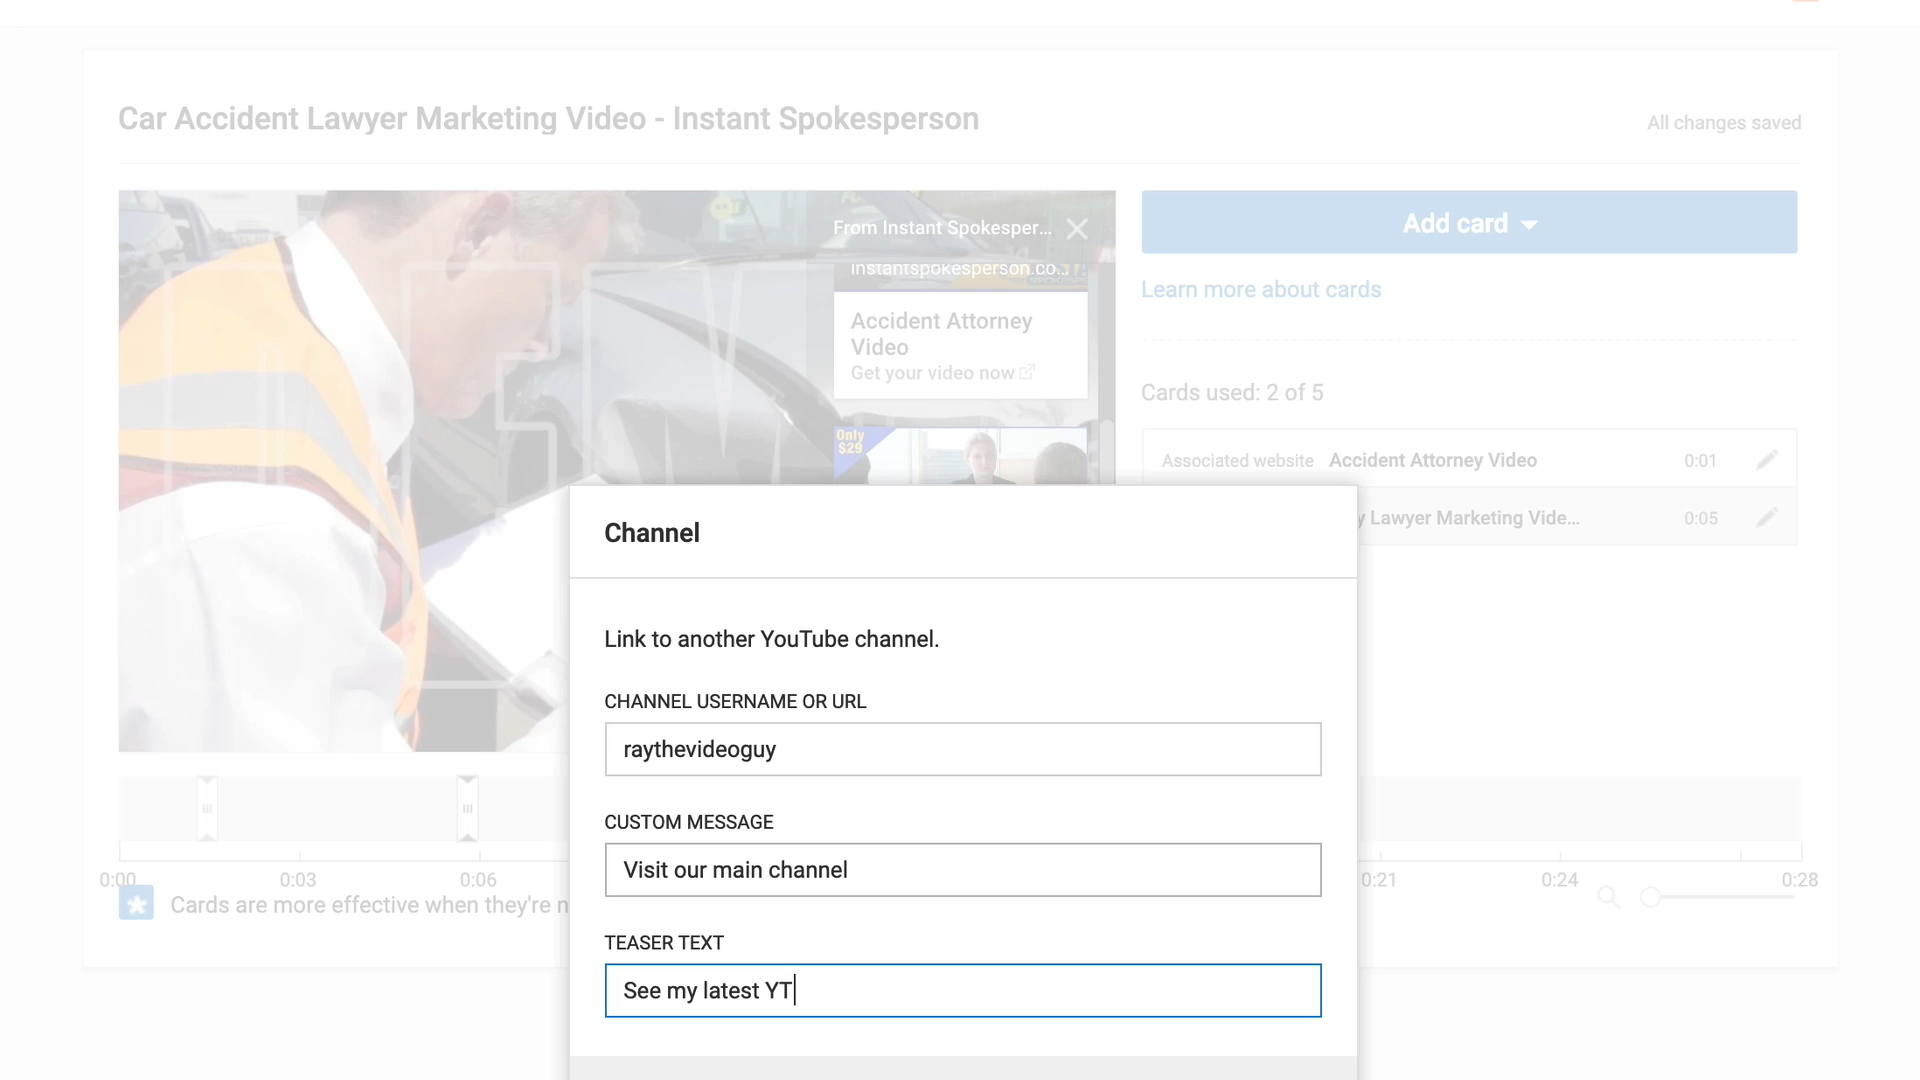 Car Accident Lawyer Marketing Video - Instant Spokesperson
All changes saved
From Instant Spokesper...
instantspokesperson.co...
Accident Attorney
Video
Get your video now
Only
$29
Add card
Learn more about cards
Cards used: 2 of 5
Associated website Accident Attorney Video 0:01
y Lawyer Marketing Vide... 0:05
Channel
Link to another YouTube channel.
CHANNEL USERNAME OR URL
raythevideoguy
CUSTOM MESSAGE
Visit our main channel
TEASER TEXT
See my latest YT
0:00 0:03 0:06 0:21 0:24 0:28
Cards are more effective when they're n